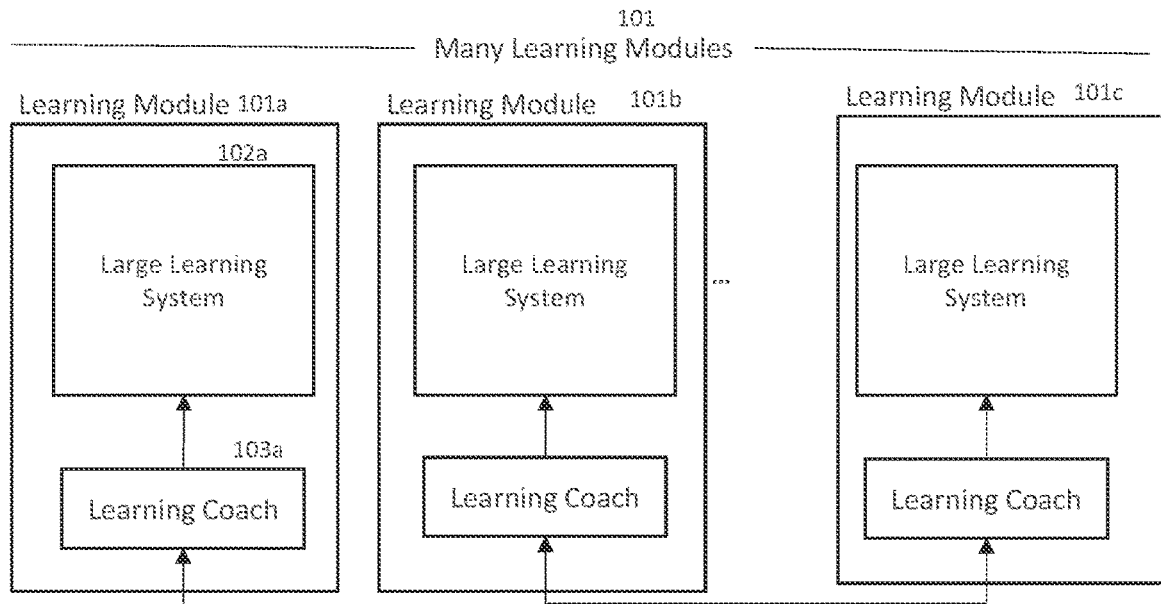 101
Many Learning Modules
Learning Module 101a
Learning Module 101b
Learning Module 101c
102a
Large Learning
System
Large Learning
System
...
Large Learning
System
103a
Learning Coach
Learning Coach
Learning Coach